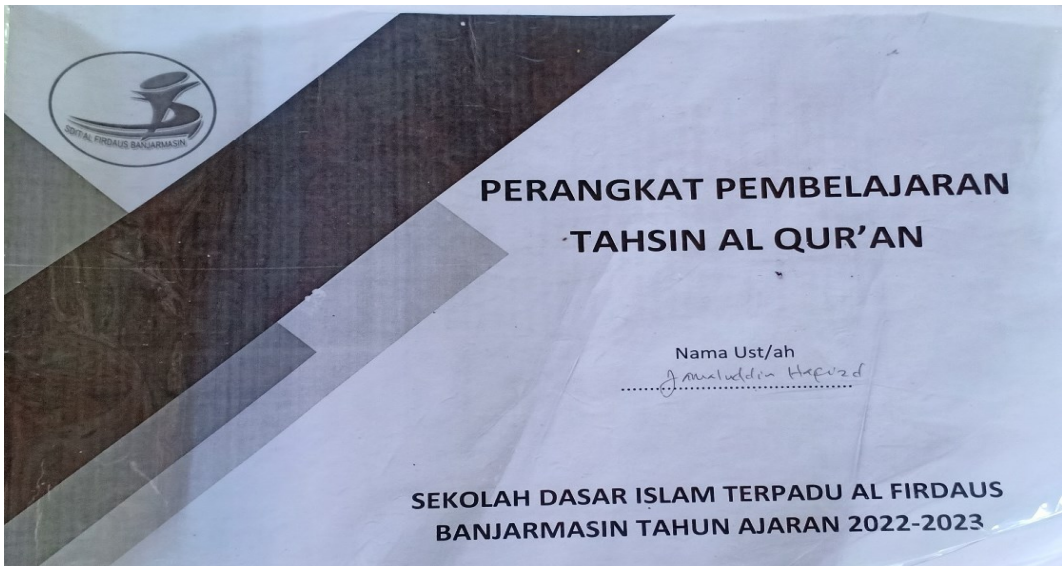 SDIT AL FIRDAUS BANJARMASIN
PERANGKAT PEMBELAJARAN
TAHSIN AL QUR’AN
Nama Ust/ah
Jamaluddin
SEKOLAH DASAR ISLAM TERPADU AL FIRDAUS
BANJARMASIN TAHUN AJARAN 2022-2023